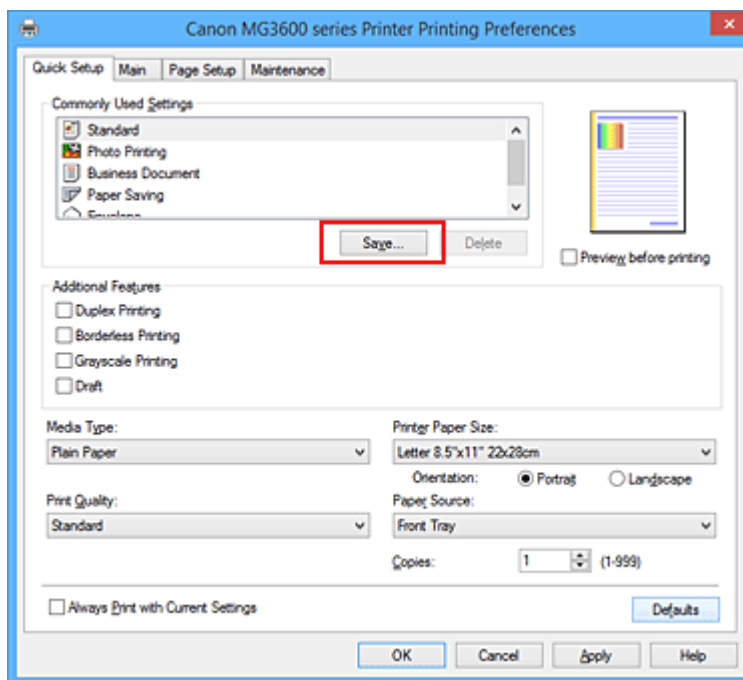 Canon MG3600 series Printer Printing Preferences
Quick Setup Main Page Setup Maintenance
Commonly Used Settings
Standard
Photo Printing
Business Document
Paper Saving
Envelope
Save... Delete
Preview before printing
Additional Features
Duplex Printing
Borderless Printing
Grayscale Printing
Draft
Media Type:
Plain Paper
Printer Paper Size:
Letter 8.5"x11" 22x28cm
Orientation: Portrait Landscape
Print Quality:
Standard
Paper Source:
Front Tray
Copies: 1 (1-999)
Always Print with Current Settings
Defaults
OK Cancel Apply Help